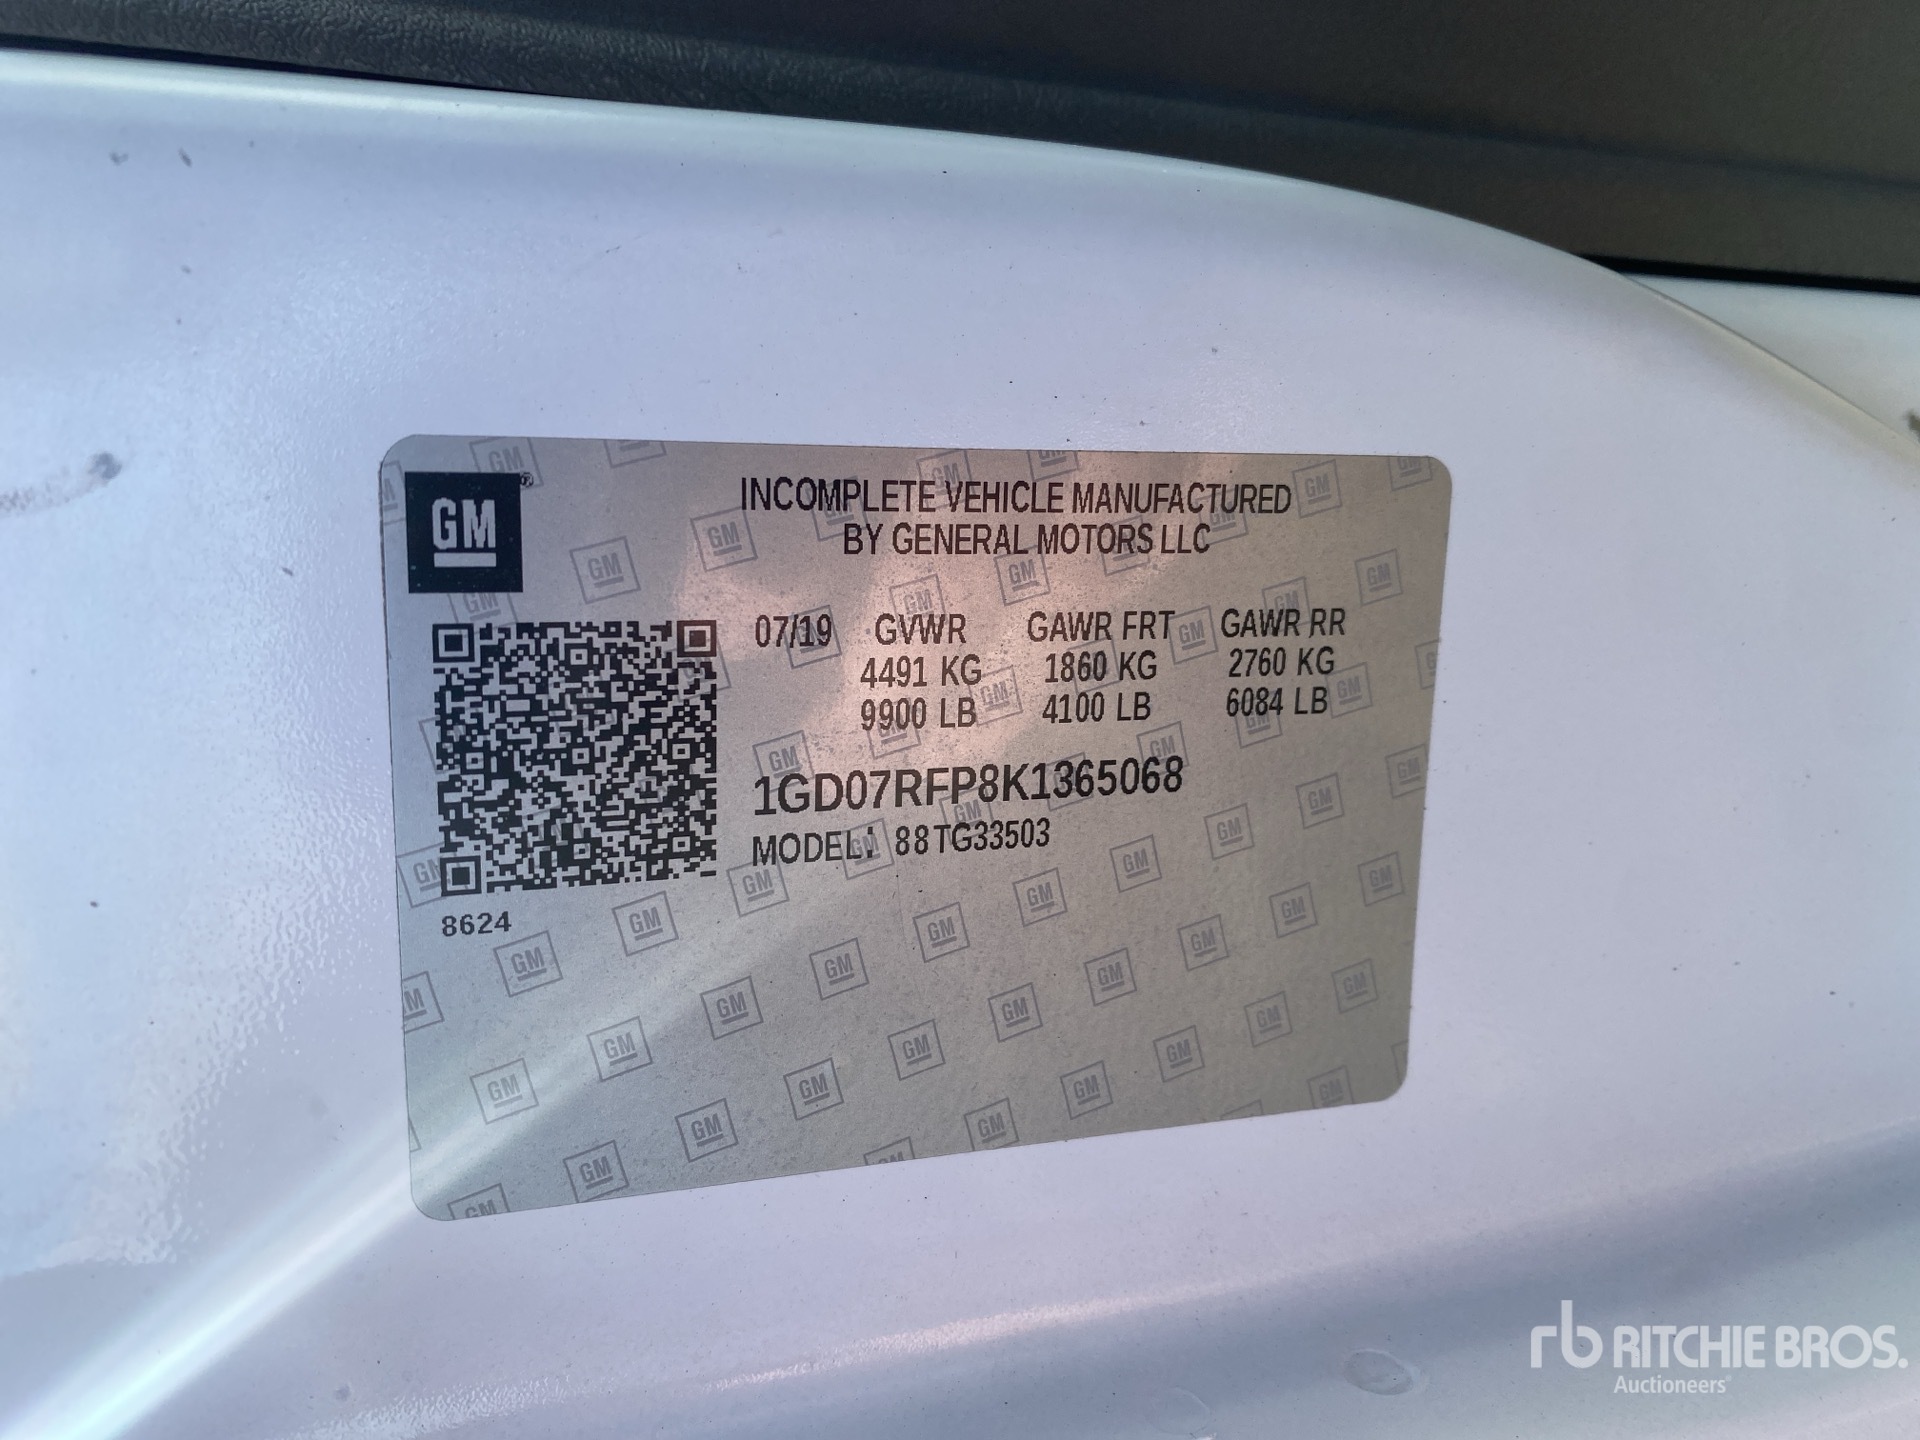 GM
INCOMPLETE VEHICLE MANUFACTURED
BY GENERAL MOTORS LLC
07/19 GVWR GAWR FRT GAWR RR
4491 KG 1860 KG 2760 KG
9900 LB 4100 LB 6084 LB
1GD07RFP8K1365068
MODEL: 88TG33503
8624
rb RITCHIE BROS.
Auctioneers